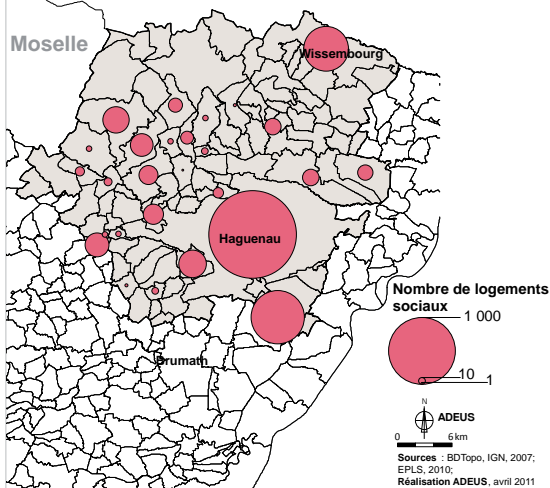 Moselle
Wissembourg
Haguenau
Brumath
Nombre de logements
sociaux
1 000
10
1
N
ADEUS
0 6 km
Sources : BDTopo, IGN, 2007;
EPLS, 2010;
Réalisation ADEUS, avril 2011